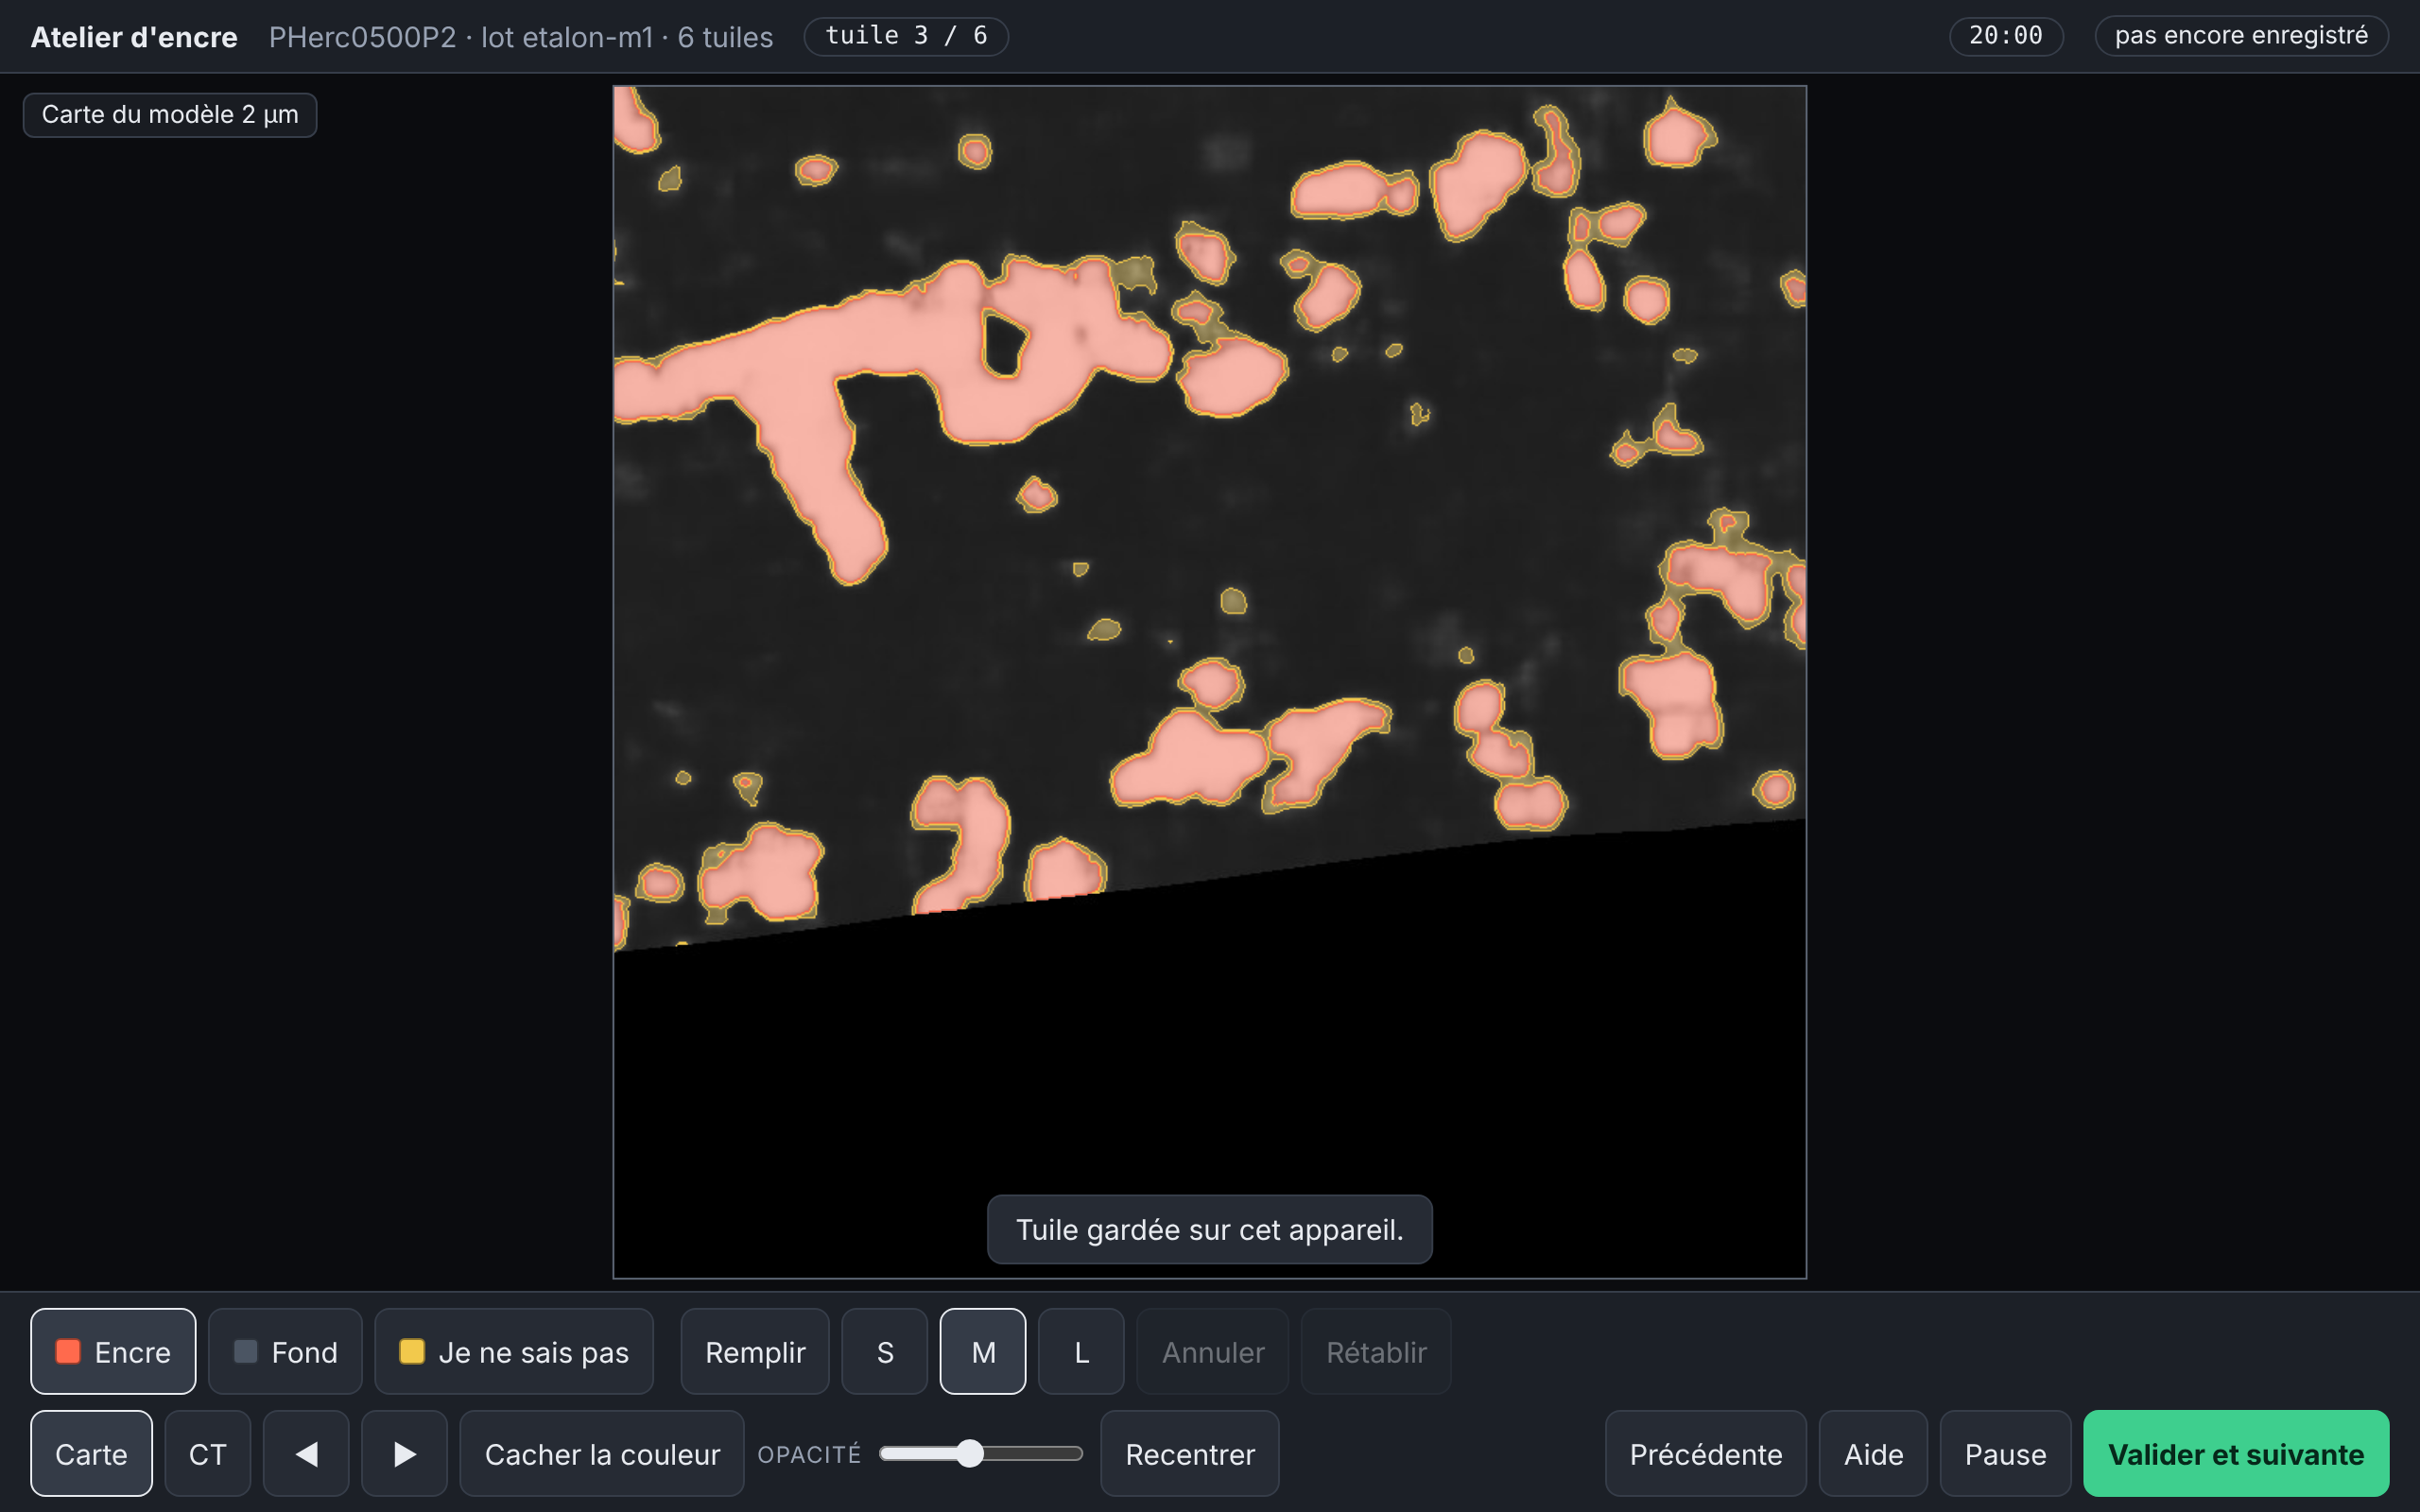 Atelier d'encre PHerc0500P2 · lot etalon-m1 · 6 tuiles tuile 3 / 6 20:00 pas encore enregistré
Carte du modèle 2 µm
Tuile gardée sur cet appareil.
Encre Fond Je ne sais pas Remplir S M L Annuler Rétablir
Carte CT ◀ ▶ Cacher la couleur OPACITÉ Recentrer Précédente Aide Pause Valider et suivante